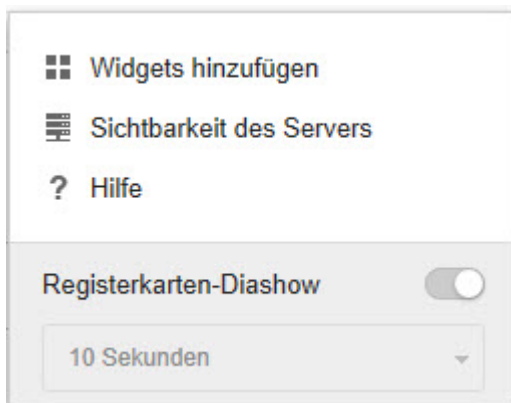 Widgets hinzufügen
Sichtbarkeit des Servers
? Hilfe
Registerkarten-Diashow
10 Sekunden